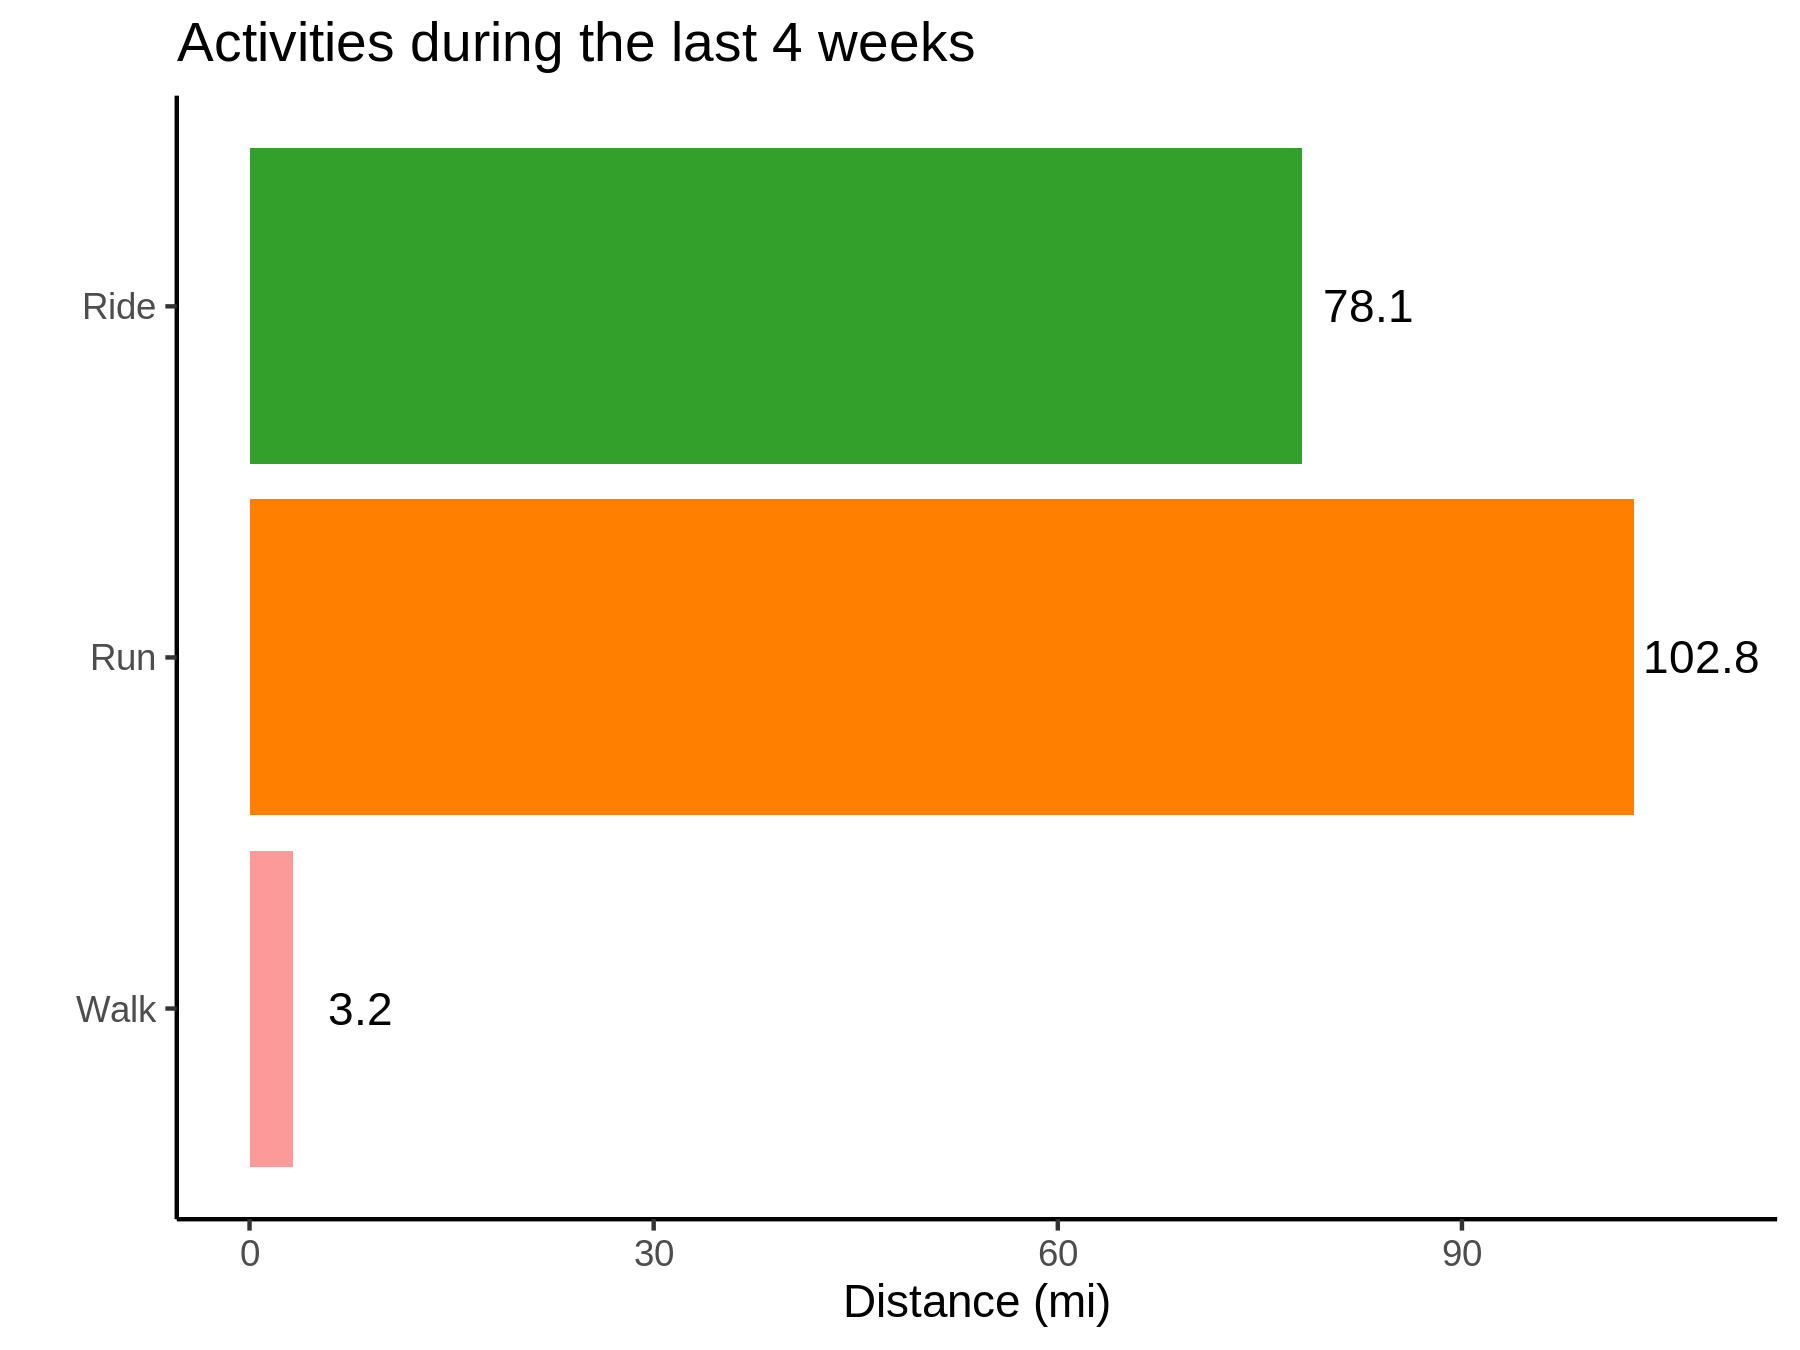 Activities during the last 4 weeks
Ride
78.1
Run
102.8
Walk
3.2
0 30 60 90
Distance (mi)